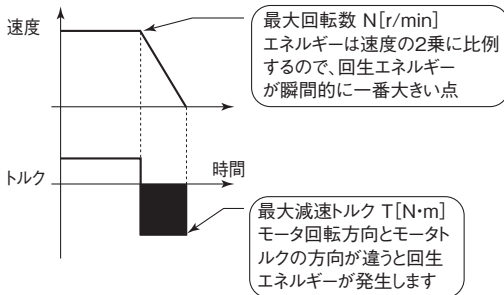 速度
最大回転数 N[r/min]
エネルギーは速度の2乗に比例
するので、回生エネルギー
が瞬間的に一番大きい点
時間
トルク
最大減速トルク T[N・m]
モータ回転方向とモータト
ルクの方向が違うと回生
エネルギーが発生します